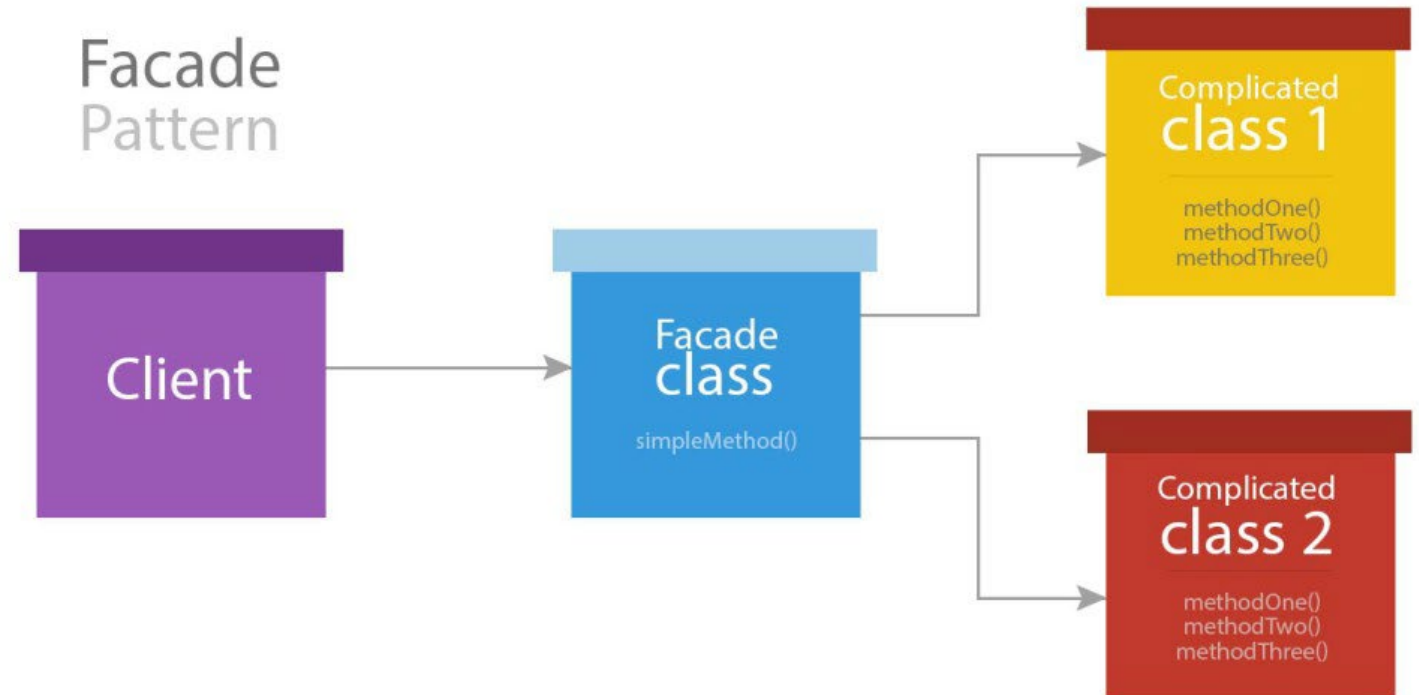 Facade
Pattern
Client
Facade
class
simpleMethod()
Complicated
class 1
methodOne()
methodTwo()
methodThree()
Complicated
class 2
methodOne()
methodTwo()
methodThree()